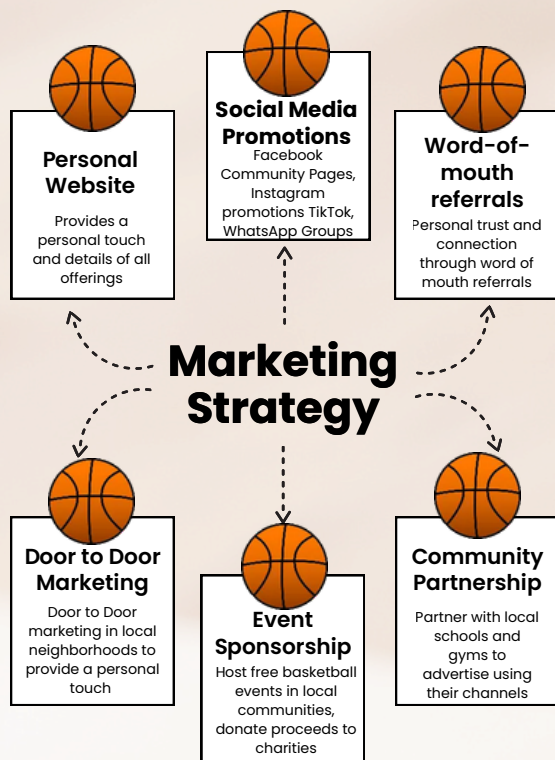 Personal
Website
Provides a
personal touch
and details of all
offerings
Social Media
Promotions
Facebook
Community Pages,
Instagram
promotions TikTok,
WhatsApp Groups
Word-of-
mouth
referrals
Personal trust and
connection
through word of
mouth referrals
Marketing
Strategy
Door to Door
Marketing
Door to Door
marketing in local
neighborhoods to
provide a personal
touch
Event
Sponsorship
Host free basketball
events in local
communities,
donate proceeds to
charities
Community
Partnership
Partner with local
schools and
gyms to
advertise using
their channels